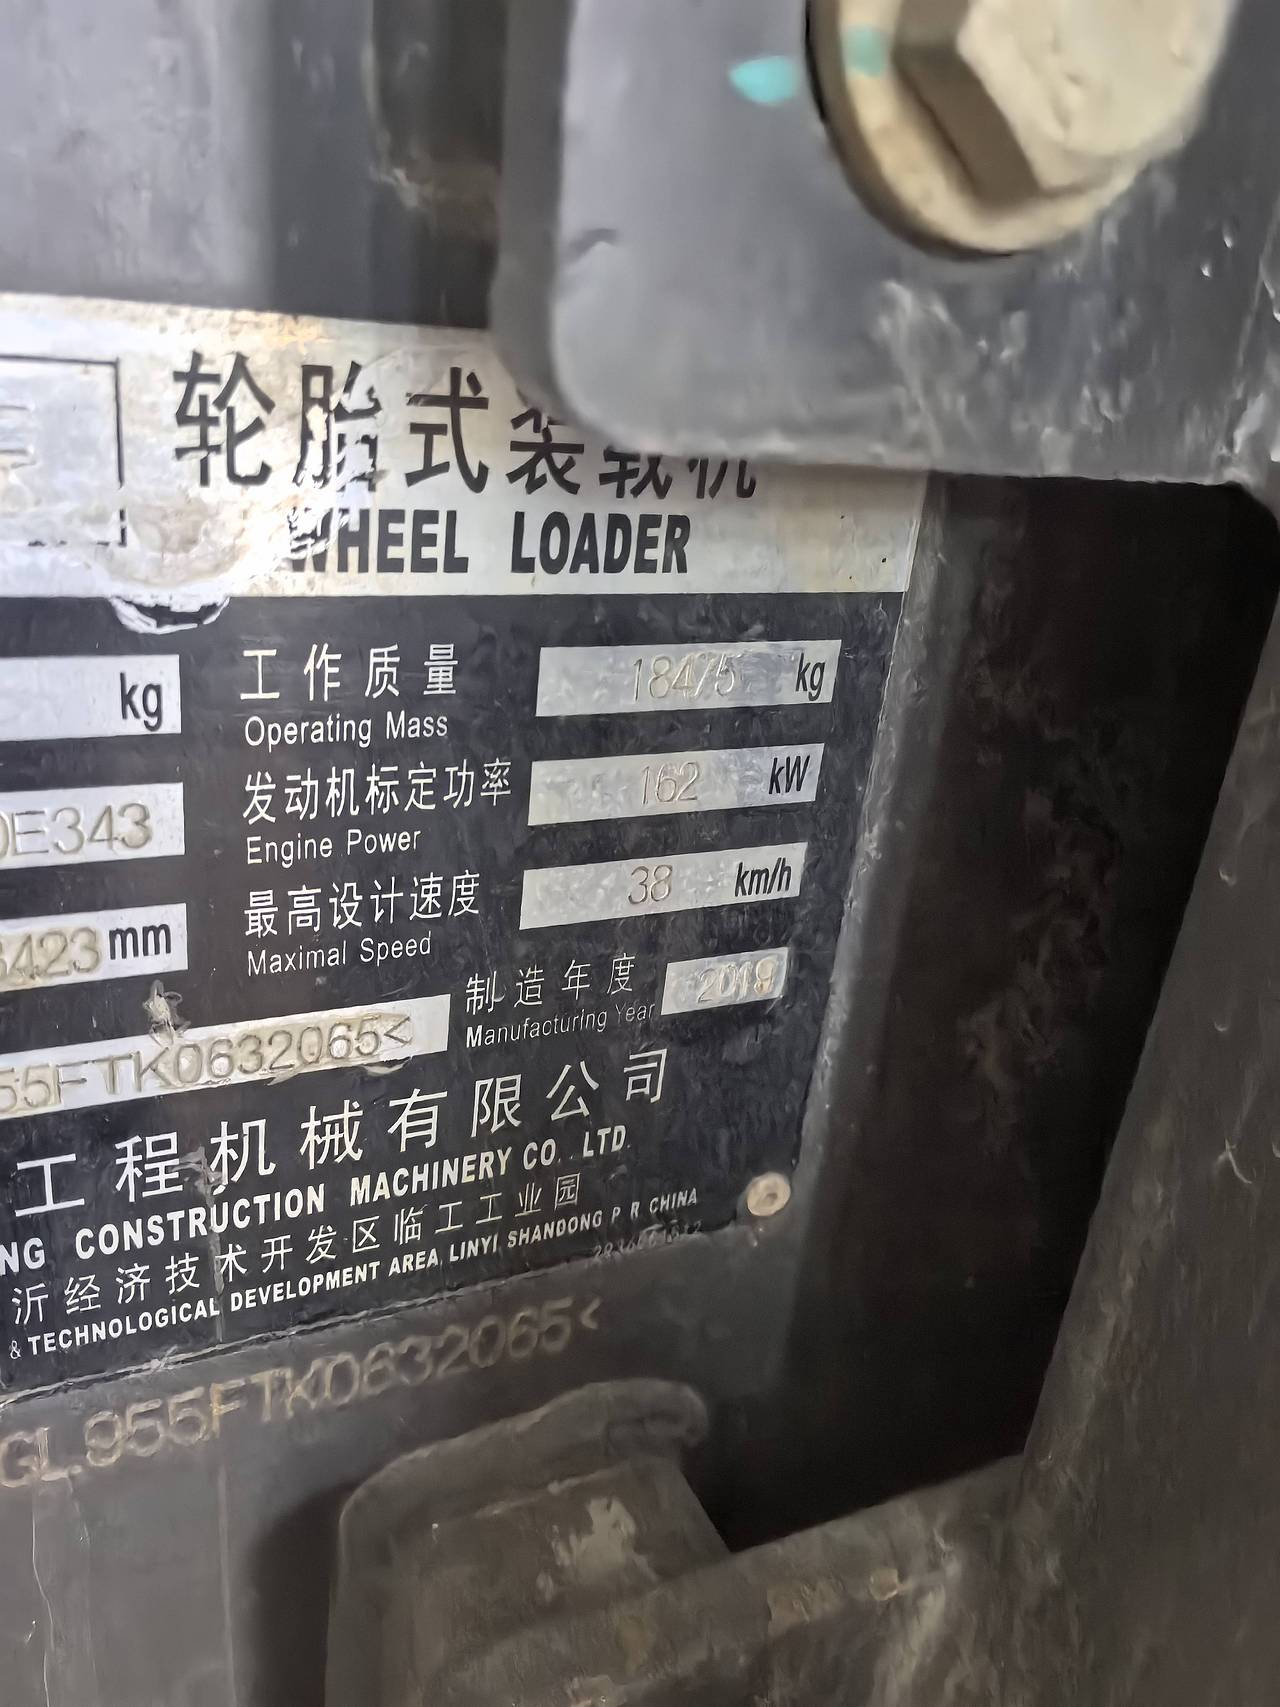 轮胎式装载机
WHEEL LOADER
kg
工作质量 18475 kg
Operating Mass
0E343
发动机标定功率 162 kW
Engine Power
3423 mm
最高设计速度 38 km/h
Maximal Speed
制造年度 2019
Manufacturing Year
55FTK0632065<
工程机械有限公司
NG CONSTRUCTION MACHINERY CO. LTD.
沂经济技术开发区临工工业园
& TECHNOLOGICAL DEVELOPMENT AREA, LINYI, SHANDONG P R CHINA
GL955FTK0632065<